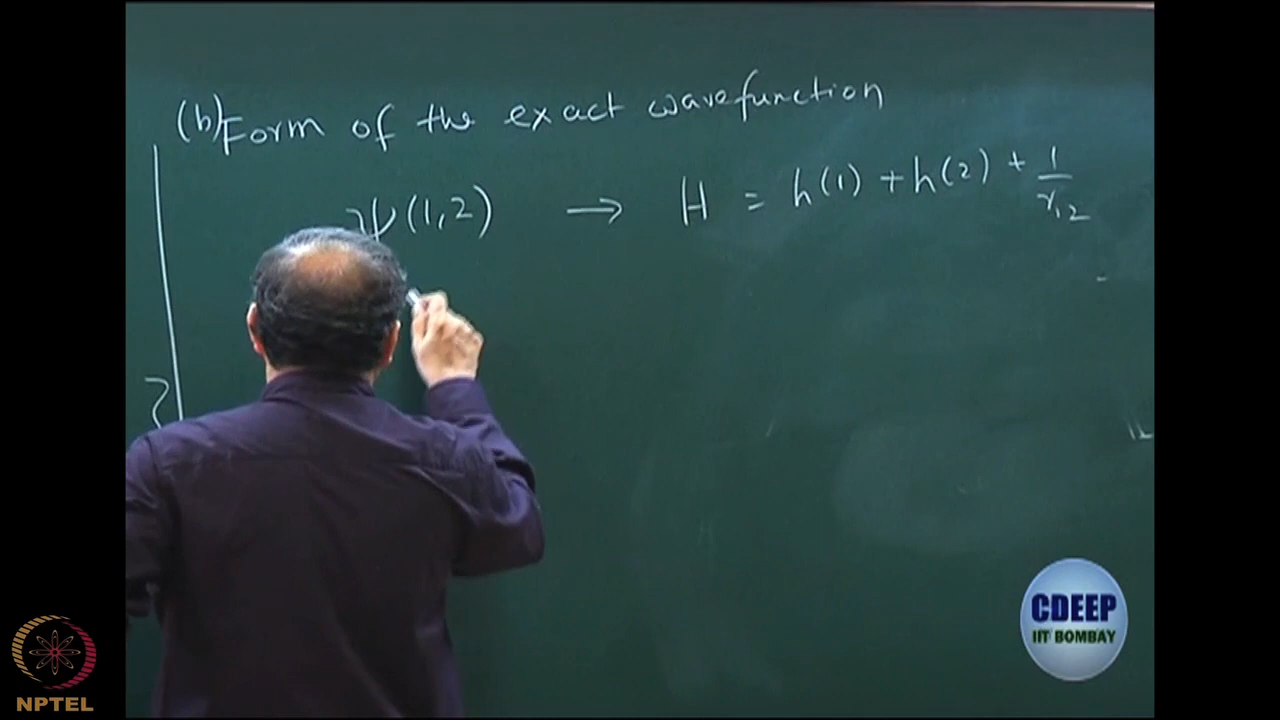 (b) Form of the exact wavefunction
ψ(1,2) → H = h(1) + h(2) + 1/r₁₂
CDEEP
IIT BOMBAY
NPTEL